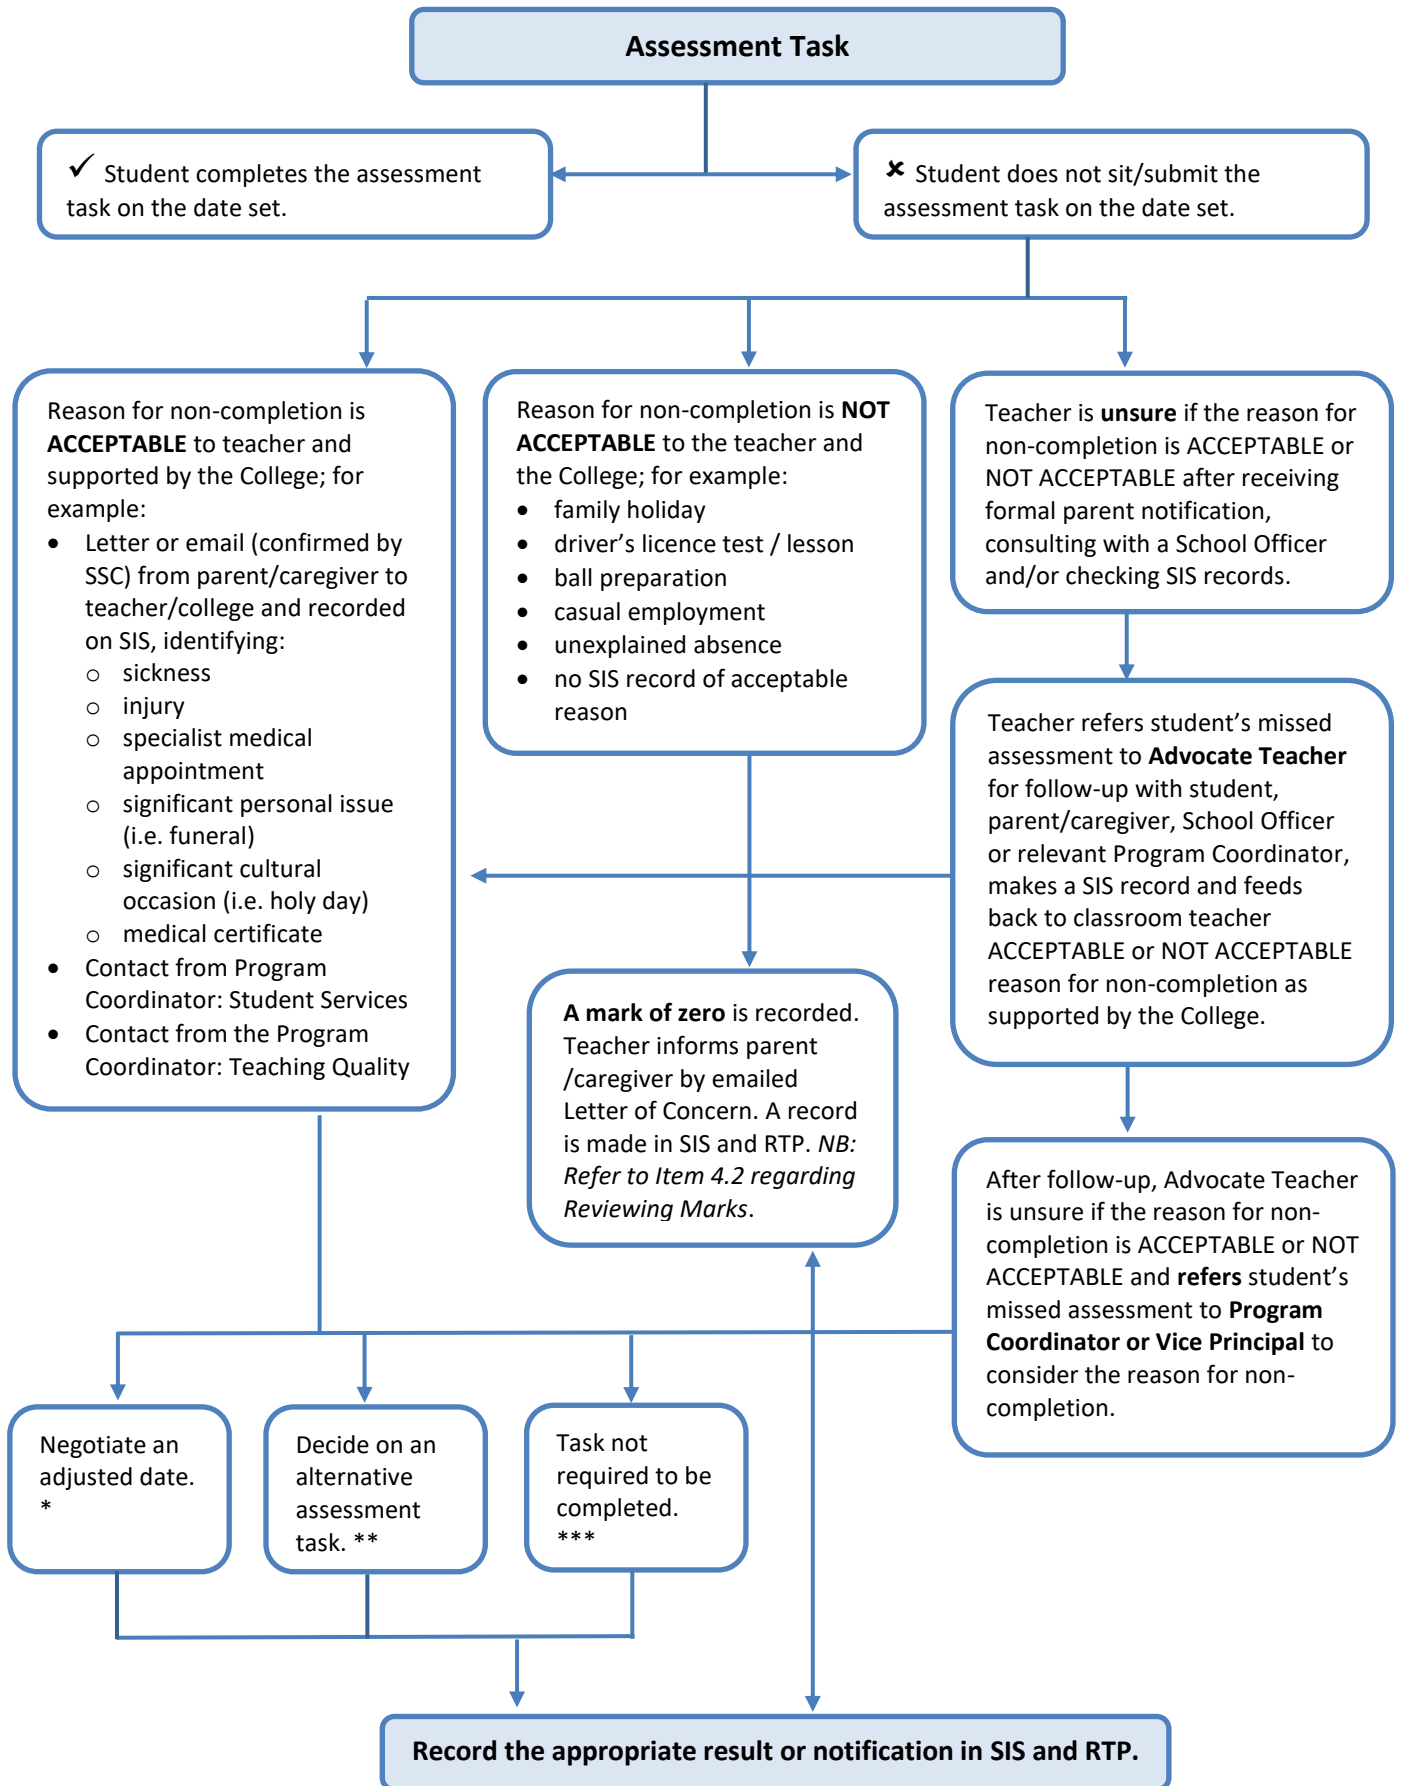 Assessment Task
✓ Student completes the assessment
task on the date set.
✘ Student does not sit/submit the
assessment task on the date set.
Reason for non-completion is
ACCEPTABLE to teacher and
supported by the College; for
example:
• Letter or email (confirmed by
SSC) from parent/caregiver to
teacher/college and recorded
on SIS, identifying:
o sickness
o injury
o specialist medical
appointment
o significant personal issue
(i.e. funeral)
o significant cultural
occasion (i.e. holy day)
o medical certificate
• Contact from Program
Coordinator: Student Services
• Contact from the Program
Coordinator: Teaching Quality
Reason for non-completion is NOT
ACCEPTABLE to the teacher and
the College; for example:
• family holiday
• driver’s licence test / lesson
• ball preparation
• casual employment
• unexplained absence
• no SIS record of acceptable
reason
Teacher is unsure if the reason for
non-completion is ACCEPTABLE or
NOT ACCEPTABLE after receiving
formal parent notification,
consulting with a School Officer
and/or checking SIS records.
Teacher refers student’s missed
assessment to Advocate Teacher
for follow-up with student,
parent/caregiver, School Officer
or relevant Program Coordinator,
makes a SIS record and feeds
back to classroom teacher
ACCEPTABLE or NOT ACCEPTABLE
reason for non-completion as
supported by the College.
A mark of zero is recorded.
Teacher informs parent
/caregiver by emailed
Letter of Concern. A record
is made in SIS and RTP. NB:
Refer to Item 4.2 regarding
Reviewing Marks.
After follow-up, Advocate Teacher
is unsure if the reason for non-
completion is ACCEPTABLE or NOT
ACCEPTABLE and refers student’s
missed assessment to Program
Coordinator or Vice Principal to
consider the reason for non-
completion.
Negotiate an
adjusted date.
*
Decide on an
alternative
assessment
task. **
Task not
required to be
completed.
***
Record the appropriate result or notification in SIS and RTP.